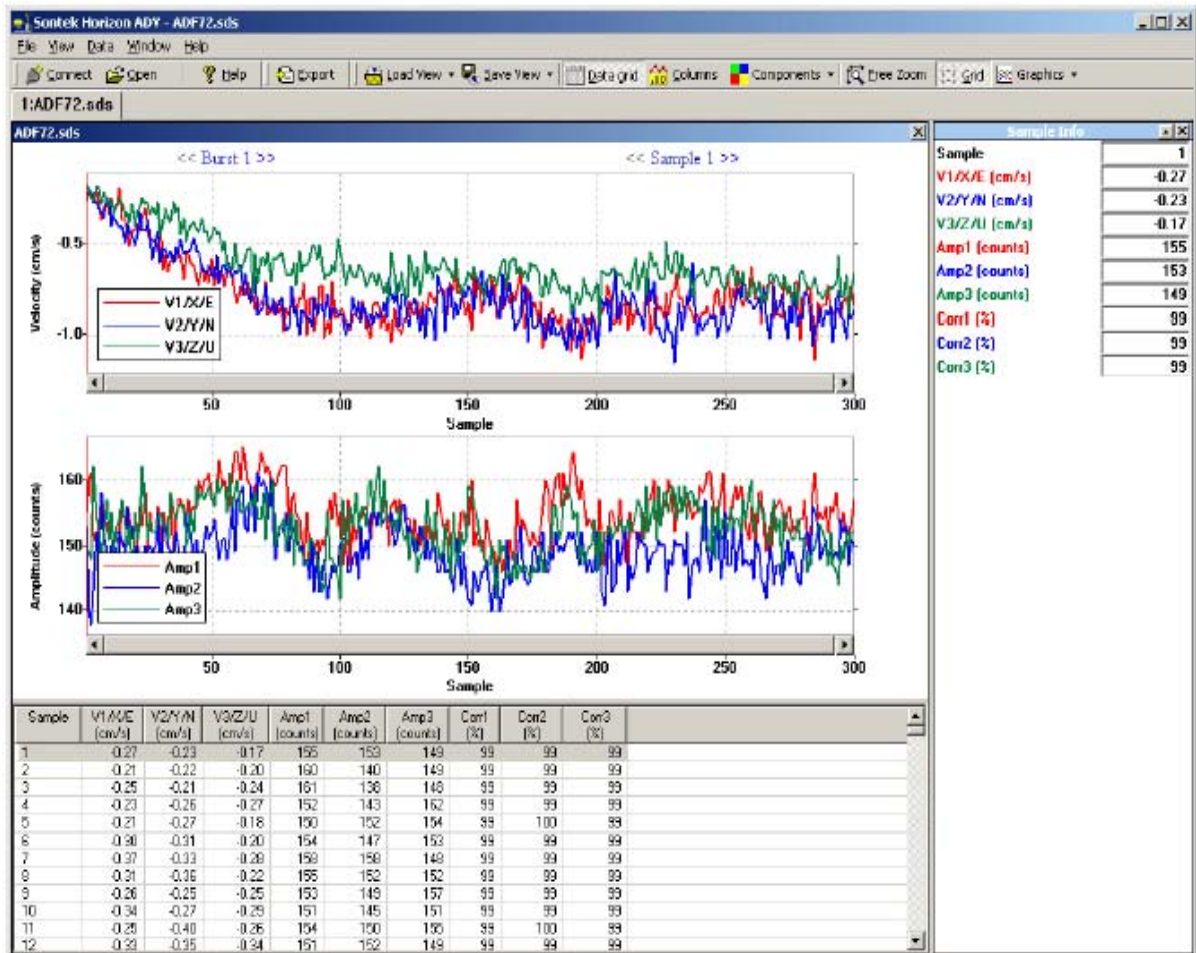 Sontek Horizon ADV - ADF72.sds
File View Data Window Help
Connect Open Help Export Load View Save View Data grid Columns Components Free Zoom Grid Graphics
1:ADF72.sds
ADF72.sds
<< Burst 1 >> << Sample 1 >>
Velocity (cm/s)
-0.5
-1.0
V1/X/E
V2/Y/N
V3/Z/U
50 100 150 200 250 300
Sample
Amplitude (counts)
160
150
140
Amp1
Amp2
Amp3
50 100 150 200 250 300
Sample
Sample V1/X/E (cm/s) V2/Y/N (cm/s) V3/Z/U (cm/s) Amp1 (counts) Amp2 (counts) Amp3 (counts) Corr1 (%) Corr2 (%) Corr3 (%)
1 -0.27 -0.23 -0.17 155 153 149 99 99 99
2 -0.21 -0.22 -0.20 160 140 149 99 99 99
3 -0.25 -0.21 -0.24 161 138 148 99 99 99
4 -0.23 -0.26 -0.27 152 143 162 99 99 99
5 -0.21 -0.27 -0.18 150 152 154 99 100 99
6 -0.30 -0.31 -0.20 154 147 153 99 99 99
7 -0.37 -0.33 -0.28 158 158 148 99 99 99
8 -0.31 -0.36 -0.22 155 152 152 99 99 99
9 -0.26 -0.25 -0.25 153 149 157 99 99 99
10 -0.34 -0.27 -0.29 151 145 151 99 99 99
11 -0.29 -0.40 -0.26 154 150 155 99 100 99
12 -0.33 -0.35 -0.34 151 152 149 99 99 99
Sample Info
Sample 1
V1/X/E (cm/s) -0.27
V2/Y/N (cm/s) -0.23
V3/Z/U (cm/s) -0.17
Amp1 (counts) 155
Amp2 (counts) 153
Amp3 (counts) 149
Corr1 (%) 99
Corr2 (%) 99
Corr3 (%) 99